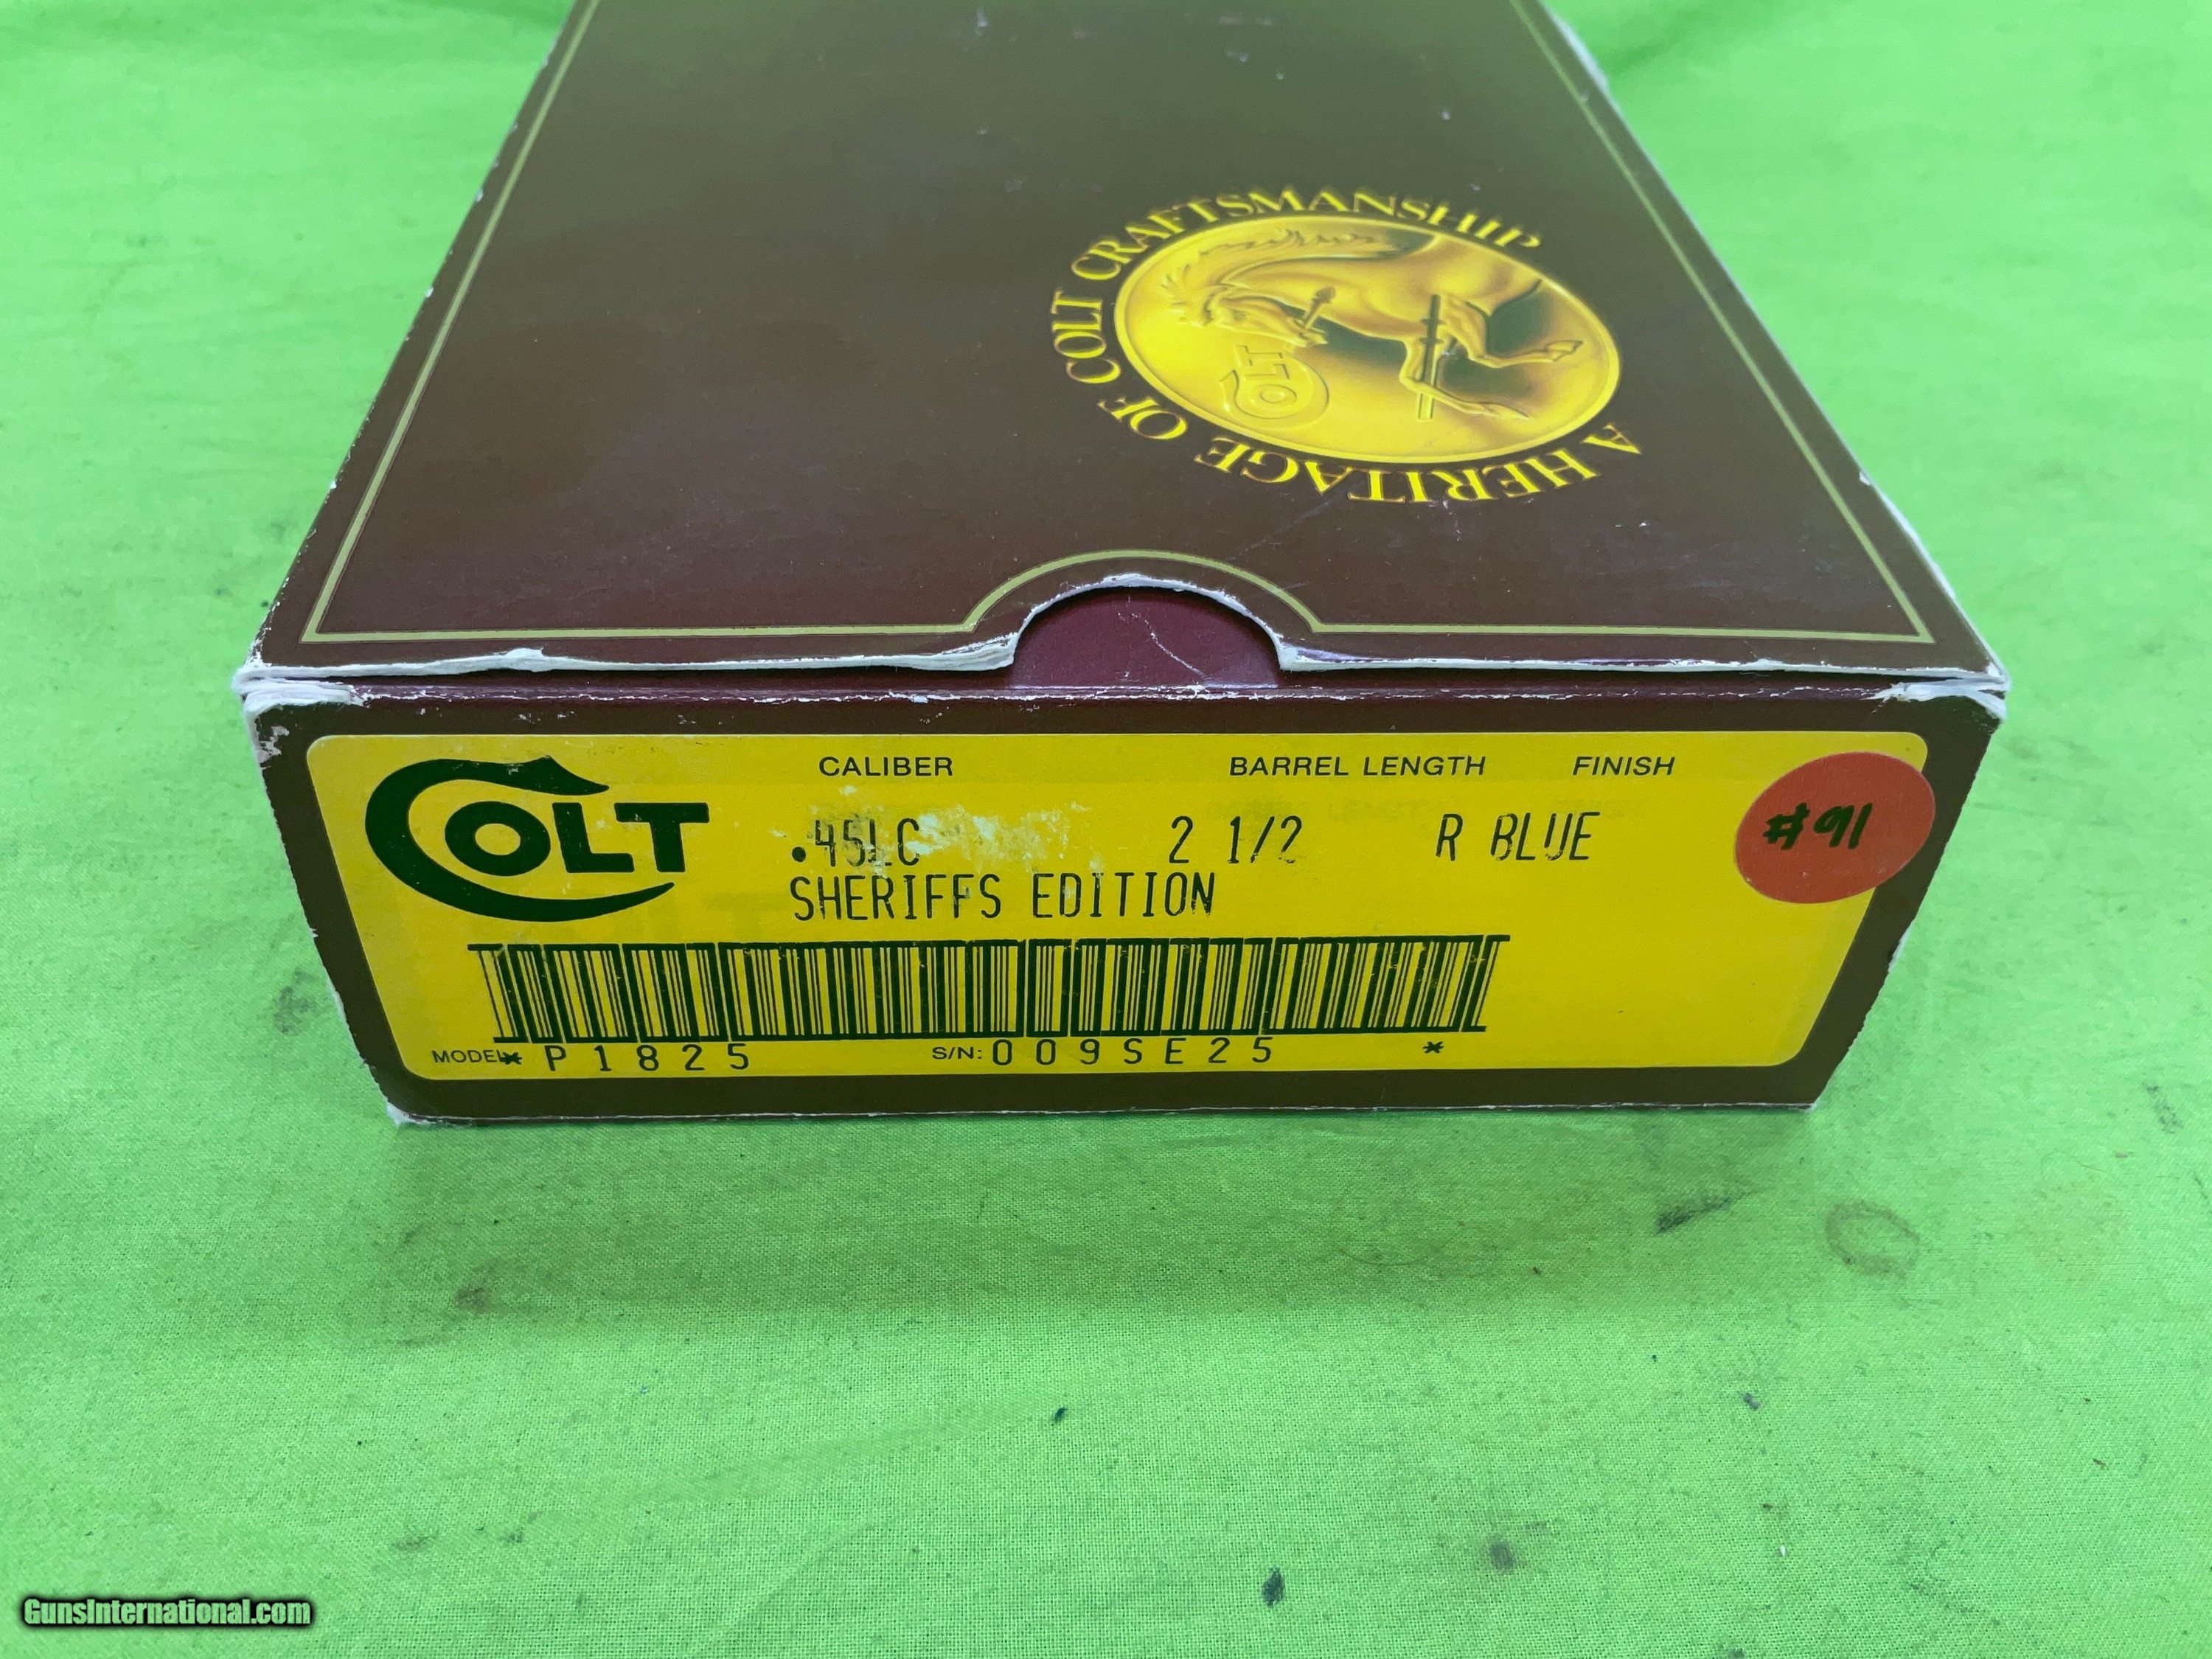 A HERITAGE OF COLT CRAFTSMANSHIP
COLT
COLT
CALIBER BARREL LENGTH FINISH
.45LC 2 1/2 R BLUE
#91
SHERIFFS EDITION
MODEL* P1825 S/N: 009SE25 *
GunsInternational.com